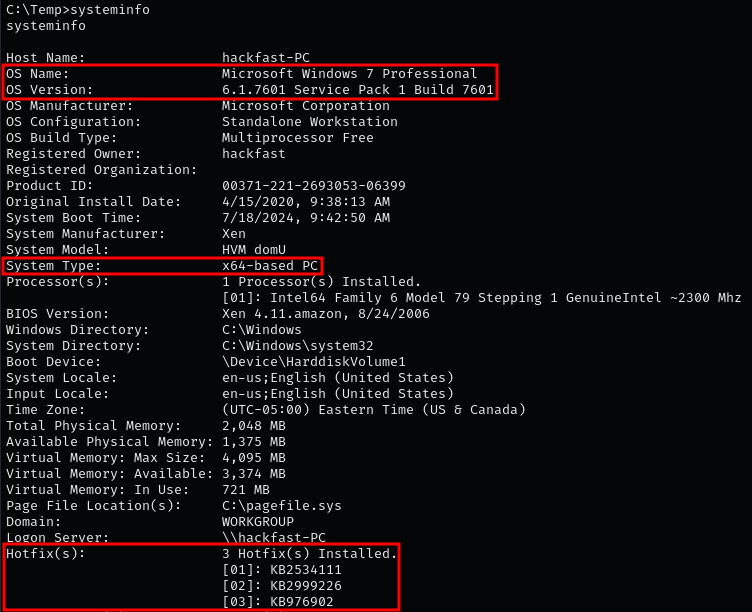 C:\Temp>systeminfo
systeminfo
Host Name:                 hackfast-PC
OS Name:                   Microsoft Windows 7 Professional
OS Version:                6.1.7601 Service Pack 1 Build 7601
OS Manufacturer:           Microsoft Corporation
OS Configuration:          Standalone Workstation
OS Build Type:             Multiprocessor Free
Registered Owner:          hackfast
Registered Organization:
Product ID:                00371-221-2693053-06399
Original Install Date:     4/15/2020, 9:38:13 AM
System Boot Time:          7/18/2024, 9:42:50 AM
System Manufacturer:       Xen
System Model:              HVM domU
System Type:               x64-based PC
Processor(s):              1 Processor(s) Installed.
                           [01]: Intel64 Family 6 Model 79 Stepping 1 GenuineIntel ~2300 Mhz
BIOS Version:              Xen 4.11.amazon, 8/24/2006
Windows Directory:         C:\Windows
System Directory:          C:\Windows\system32
Boot Device:               \Device\HarddiskVolume1
System Locale:             en-us;English (United States)
Input Locale:              en-us;English (United States)
Time Zone:                 (UTC-05:00) Eastern Time (US & Canada)
Total Physical Memory:     2,048 MB
Available Physical Memory: 1,375 MB
Virtual Memory: Max Size:  4,095 MB
Virtual Memory: Available: 3,374 MB
Virtual Memory: In Use:    721 MB
Page File Location(s):     C:\pagefile.sys
Domain:                    WORKGROUP
Logon Server:              \\hackfast-PC
Hotfix(s):                 3 Hotfix(s) Installed.
                           [01]: KB2534111
                           [02]: KB2999226
                           [03]: KB976902